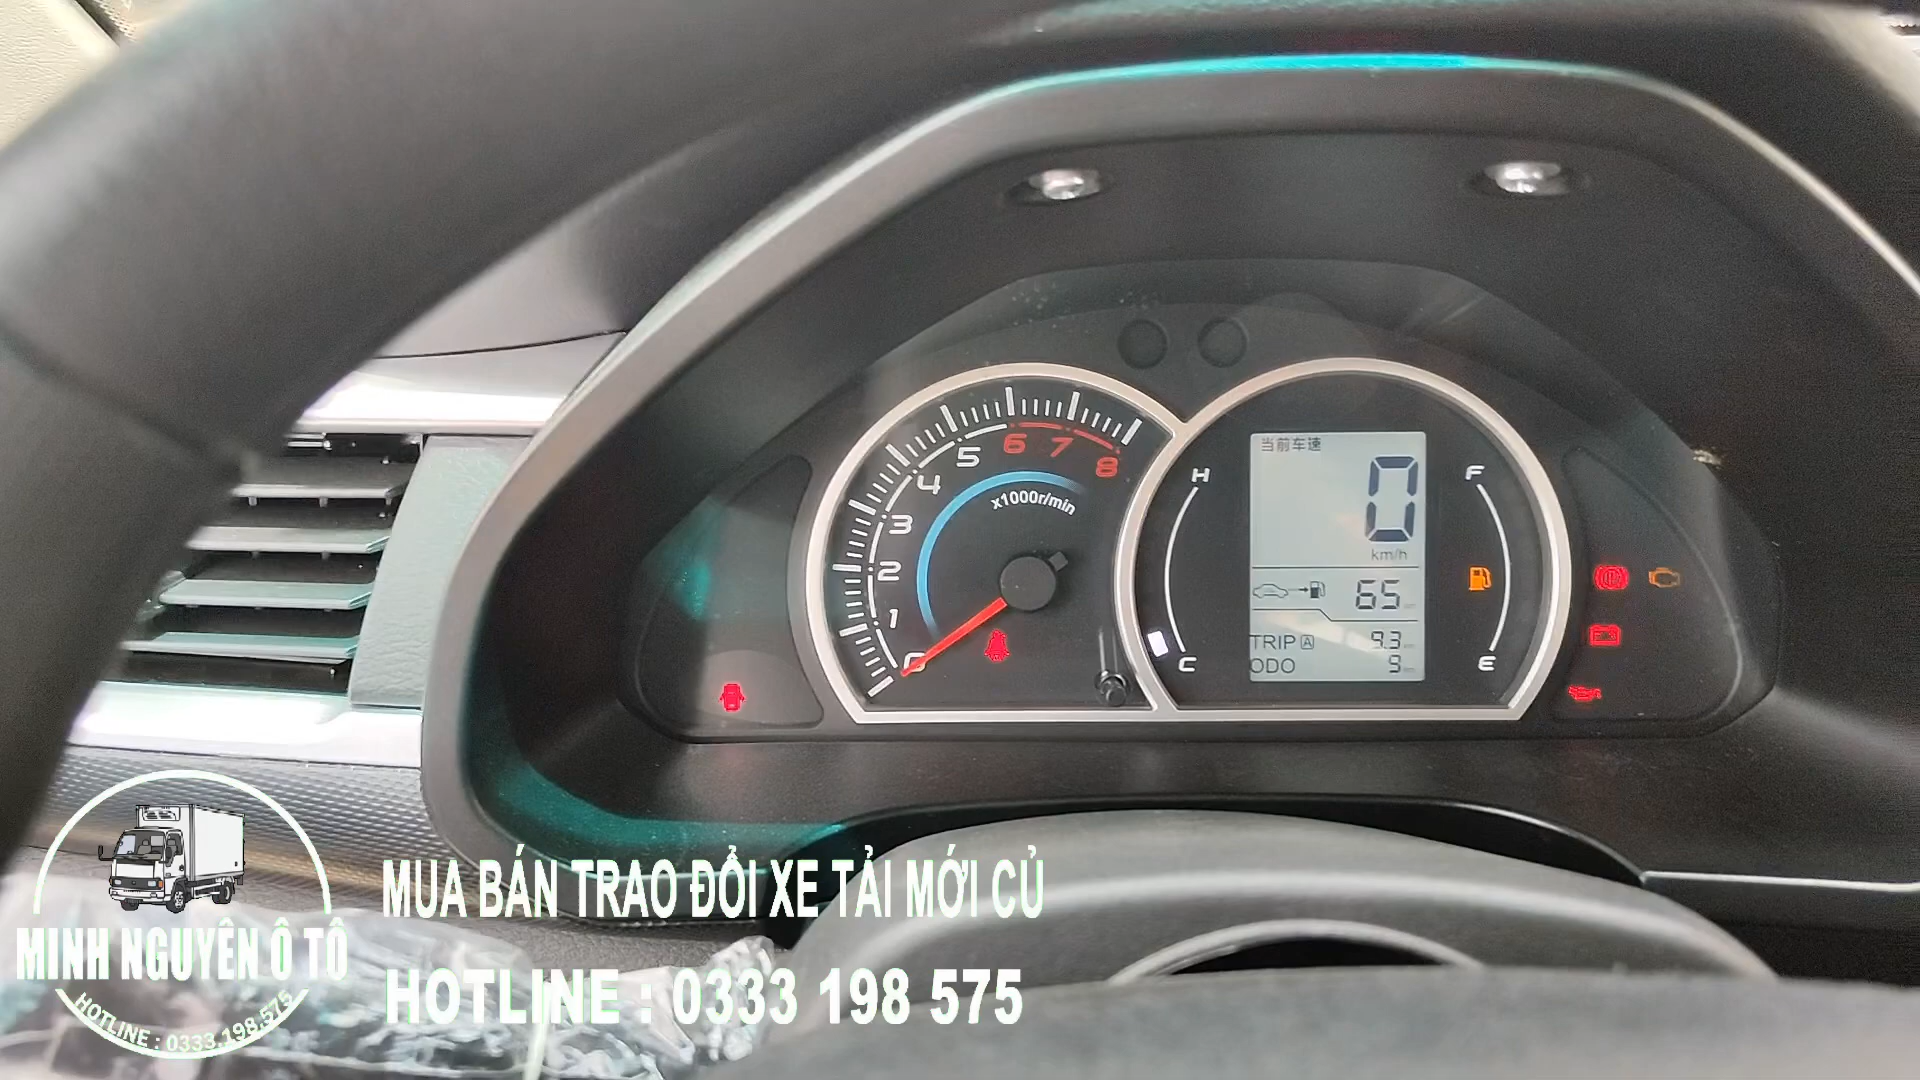 当前车速
0
km/h
65
TRIP A 9.3
ODO 9
H
C
F
E
0
1
2
3
4
5
6
7
8
x1000r/min
MINH NGUYÊN Ô TÔ
HOTLINE : 0333.198.575
MUA BÁN TRAO ĐỔI XE TẢI MỚI CỦ
HOTLINE : 0333 198 575